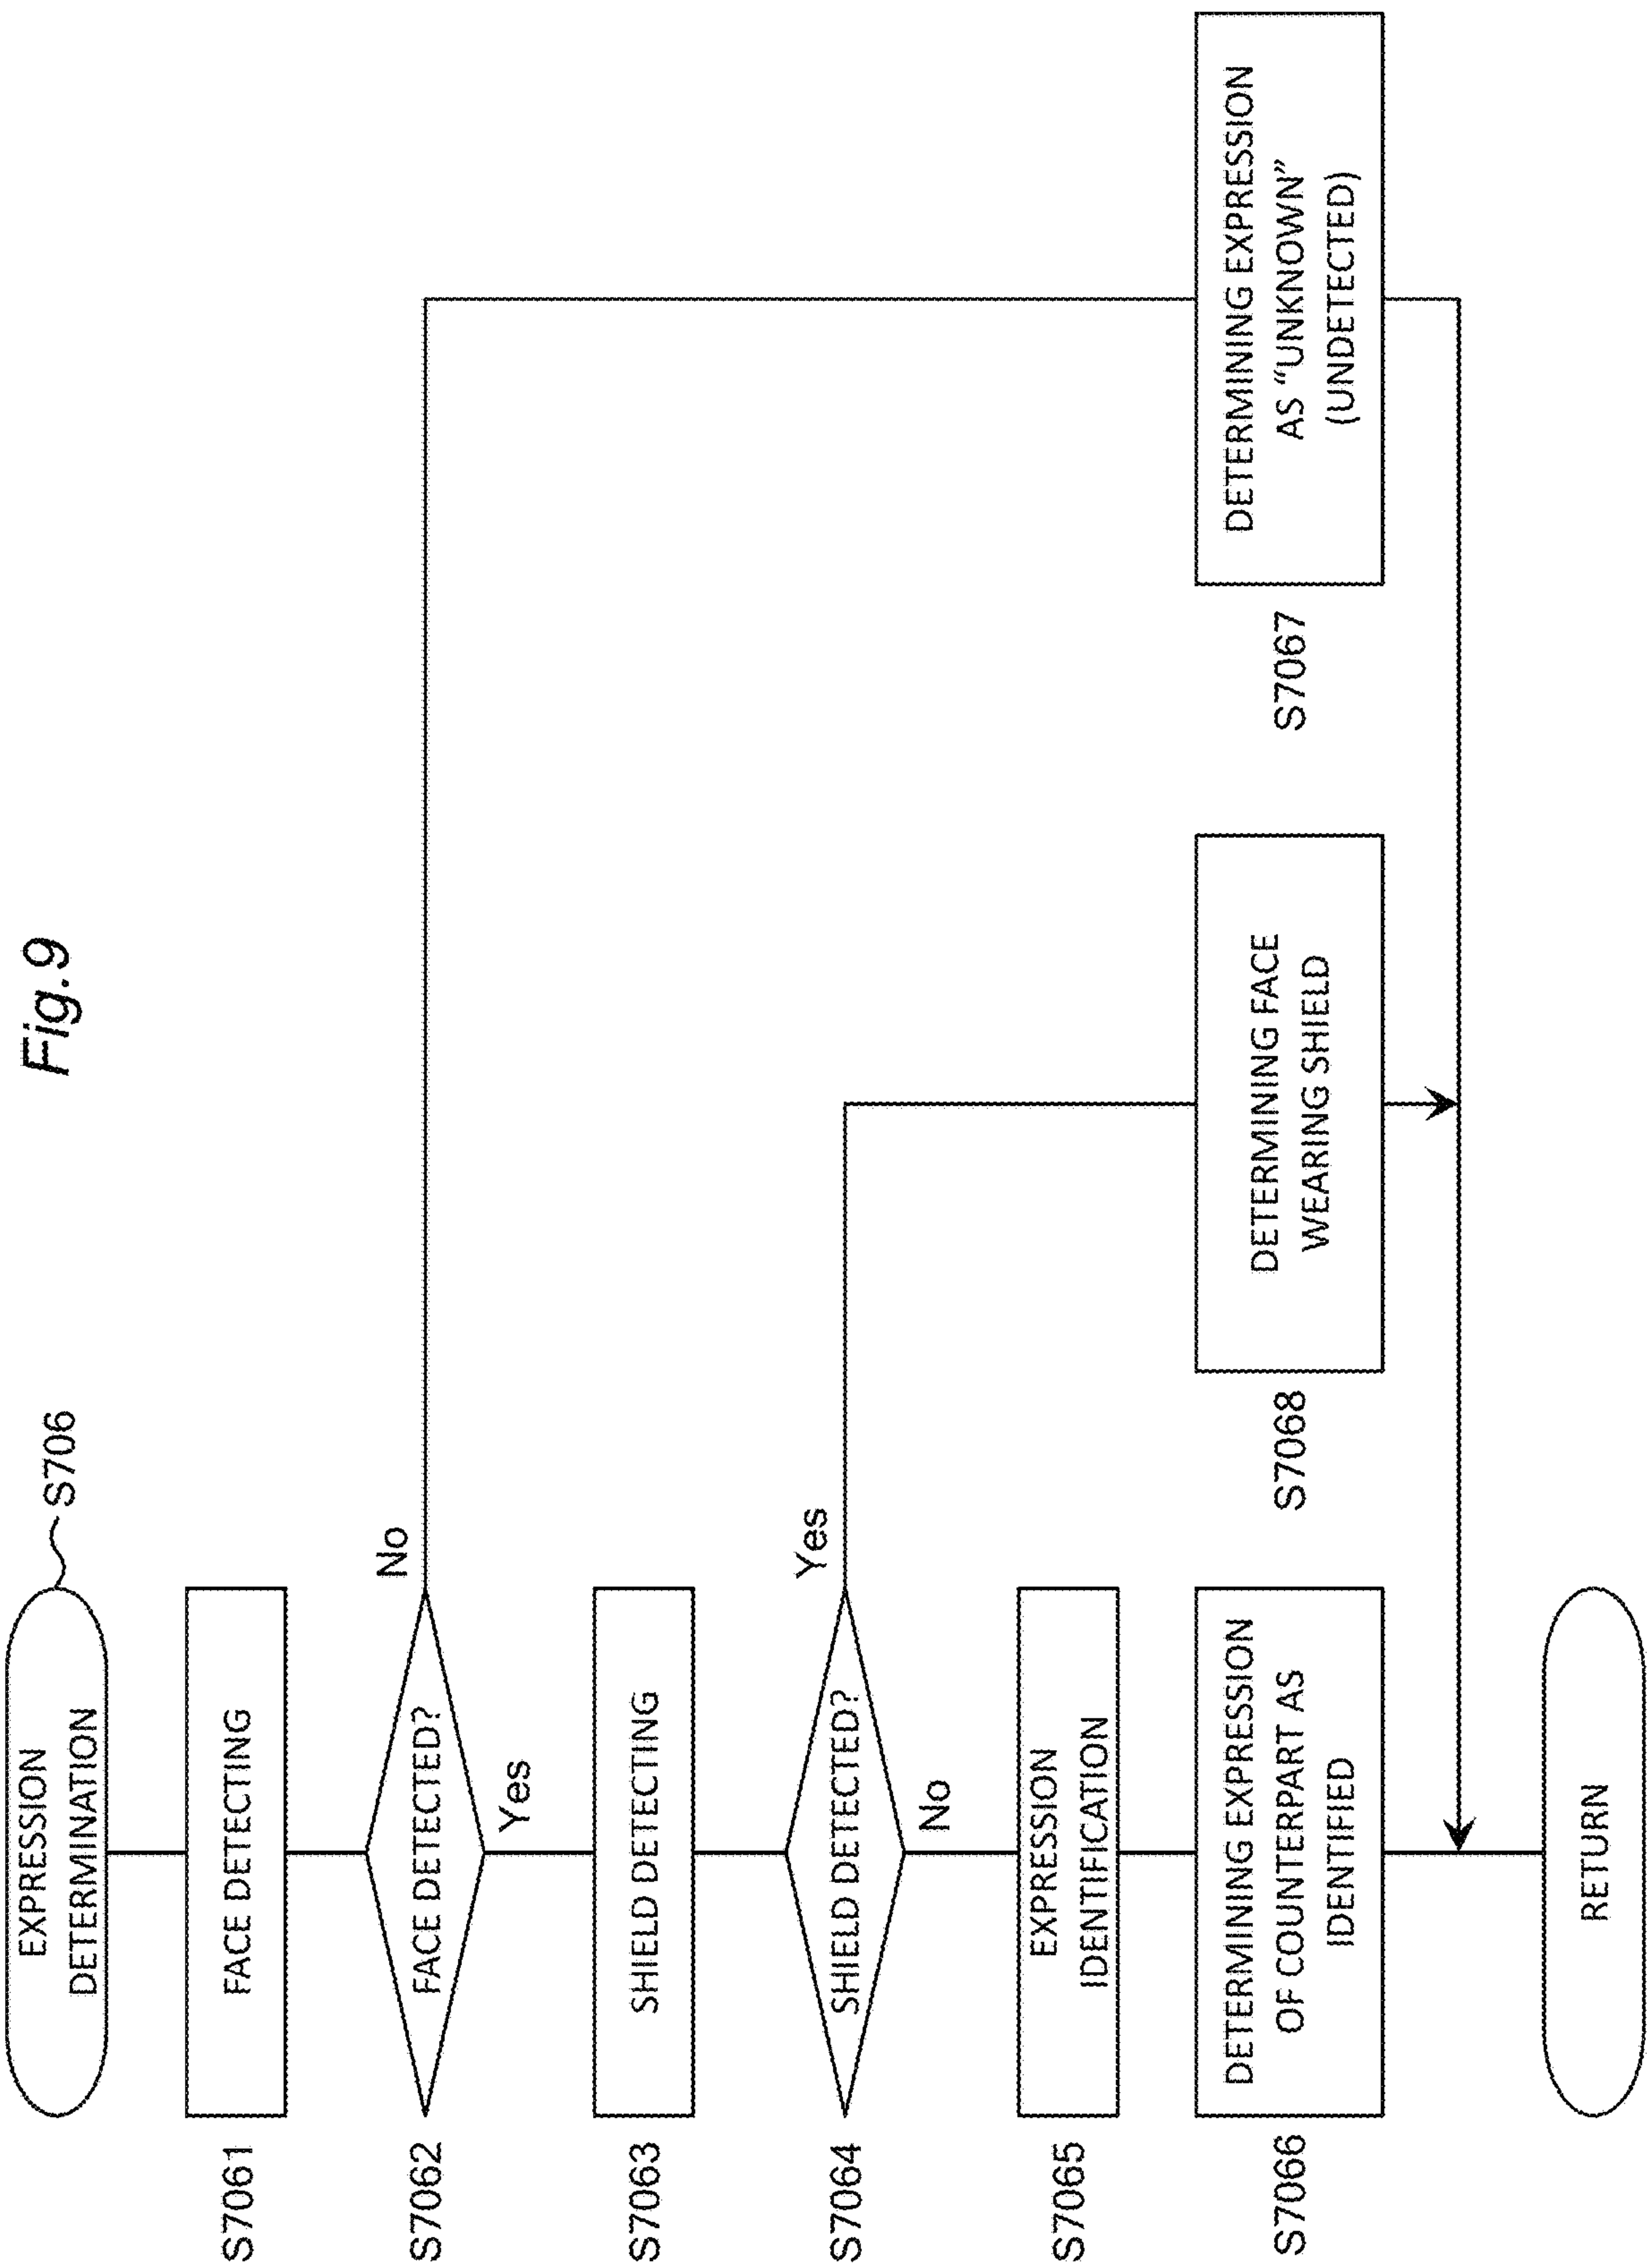 Fig.9
EXPRESSION
DETERMINATION
S706
S7061
FACE DETECTING
S7062
FACE DETECTED?
No
Yes
S7063
SHIELD DETECTING
S7064
SHIELD DETECTED?
Yes
No
S7065
EXPRESSION
IDENTIFICATION
S7066
DETERMINING EXPRESSION
OF COUNTERPART AS
IDENTIFIED
S7068
DETERMINING FACE
WEARING SHIELD
S7067
DETERMINING EXPRESSION
AS “UNKNOWN”
(UNDETECTED)
RETURN